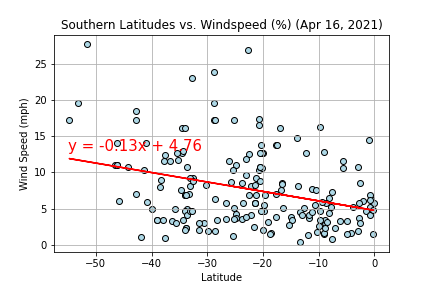 Southern Latitudes vs. Windspeed (%) (Apr 16, 2021)
25
20
15
10
5
0
Wind Speed (mph)
y = -0.13x + 4.76
−50 −40 −30 −20 −10 0
Latitude